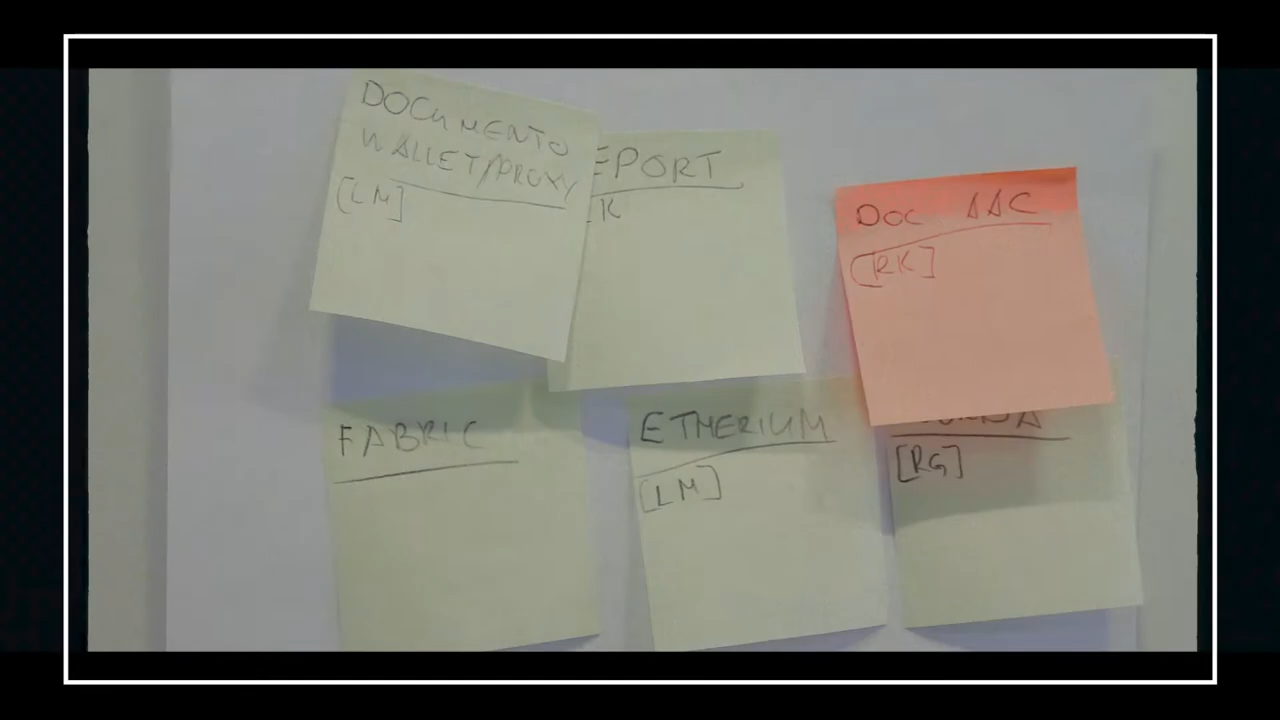 DOCUMENTO
WALLET/PROXY
[LM]
EPORT
K
DOC AAC
[RK]
FABRIC
ETHERIUM
[LM]
[RG]